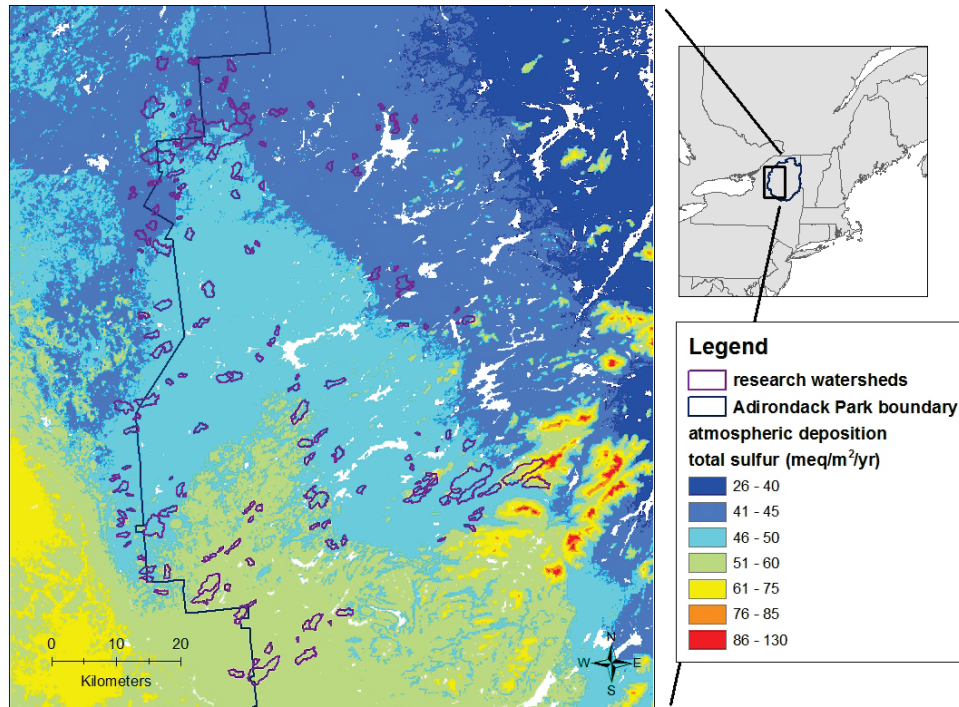 0 10 20
Kilometers
N
W E
S
Legend
research watersheds
Adirondack Park boundary
atmospheric deposition
total sulfur (meq/m²/yr)
26 - 40
41 - 45
46 - 50
51 - 60
61 - 75
76 - 85
86 - 130